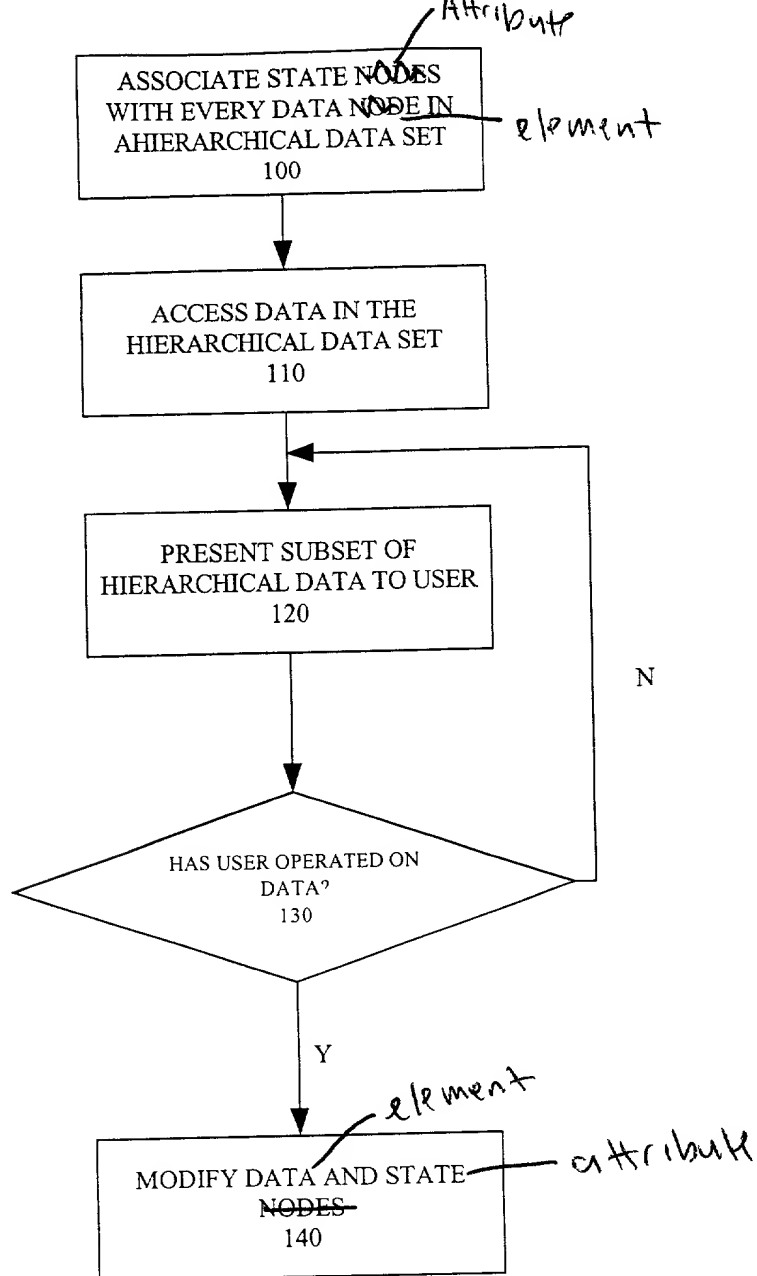 Attribute
ASSOCIATE STATE NODES
WITH EVERY DATA NODE IN
element
AHIERARCHICAL DATA SET
100
ACCESS DATA IN THE
HIERARCHICAL DATA SET
110
PRESENT SUBSET OF
HIERARCHICAL DATA TO USER
120
N
HAS USER OPERATED ON
DATA?
130
Y
element
MODIFY DATA AND STATE
attribute
NODES
140